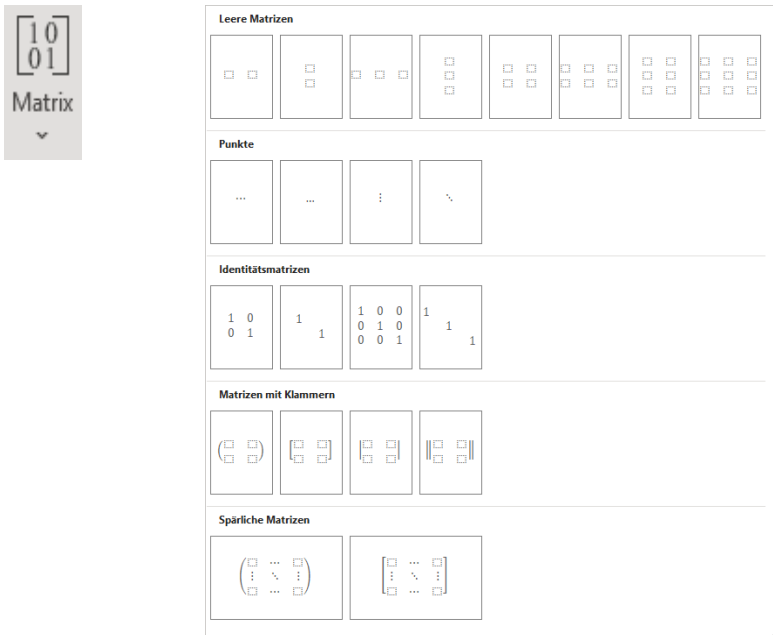 1 0
0 1
Matrix
Leere Matrizen
Punkte
... ... ⋮ ⋱
Identitätsmatrizen
1 0 1 1 0 0 1
0 1 1 0 1 0 1
0 0 1 1
Matrizen mit Klammern
Spärliche Matrizen